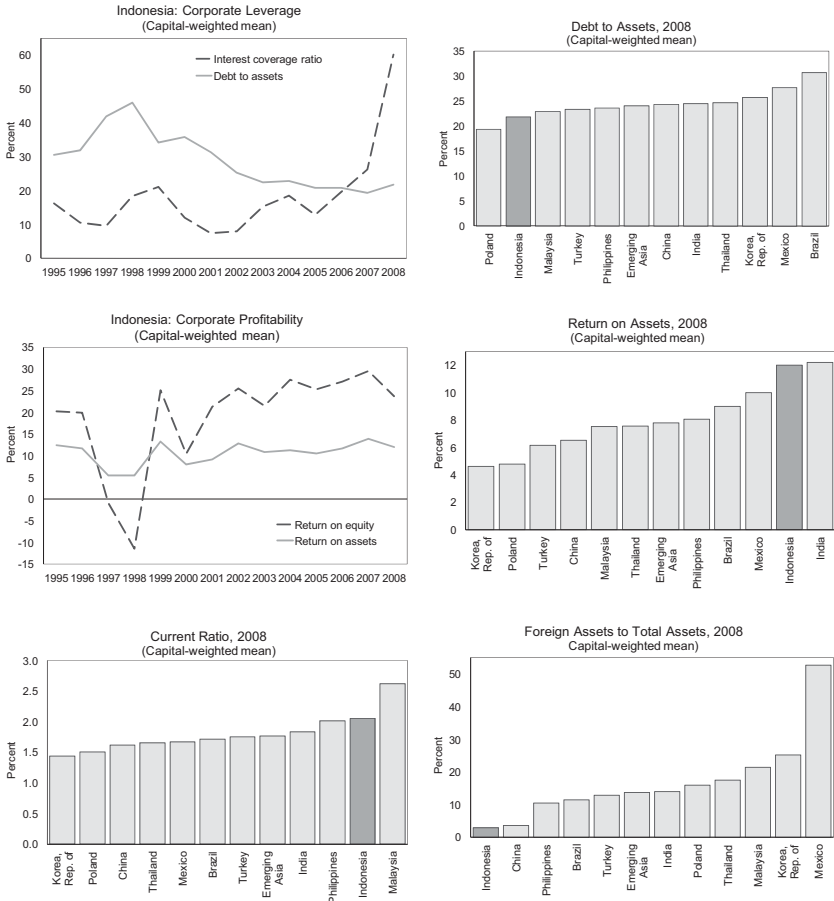 Indonesia: Corporate Leverage
(Capital-weighted mean)
60
50
40
30
20
10
0
Percent
Interest coverage ratio
Debt to assets
1995 1996 1997 1998 1999 2000 2001 2002 2003 2004 2005 2006 2007 2008
Debt to Assets, 2008
(Capital-weighted mean)
35
30
25
20
15
10
5
0
Percent
Poland
Indonesia
Malaysia
Turkey
Philippines
Emerging
Asia
China
India
Thailand
Korea,
Rep. of
Mexico
Brazil
Indonesia: Corporate Profitability
(Capital-weighted mean)
35
30
25
20
15
10
5
0
-5
-10
-15
Percent
Return on equity
Return on assets
1995 1996 1997 1998 1999 2000 2001 2002 2003 2004 2005 2006 2007 2008
Return on Assets, 2008
(Capital-weighted mean)
12
10
8
6
4
2
0
Percent
Korea,
Rep. of
Poland
Turkey
China
Malaysia
Thailand
Emerging
Asia
Philippines
Brazil
Mexico
Indonesia
India
Current Ratio, 2008
(Capital-weighted mean)
3.0
2.5
2.0
1.5
1.0
0.5
0.0
Percent
Korea,
Rep. of
Poland
China
Thailand
Mexico
Brazil
Turkey
Emerging
Asia
India
Philippines
Indonesia
Malaysia
Foreign Assets to Total Assets, 2008
Capital-weighted mean)
50
40
30
20
10
0
Percent
Indonesia
China
Philippines
Brazil
Turkey
Emerging
Asia
India
Poland
Thailand
Malaysia
Korea,
Rep. of
Mexico